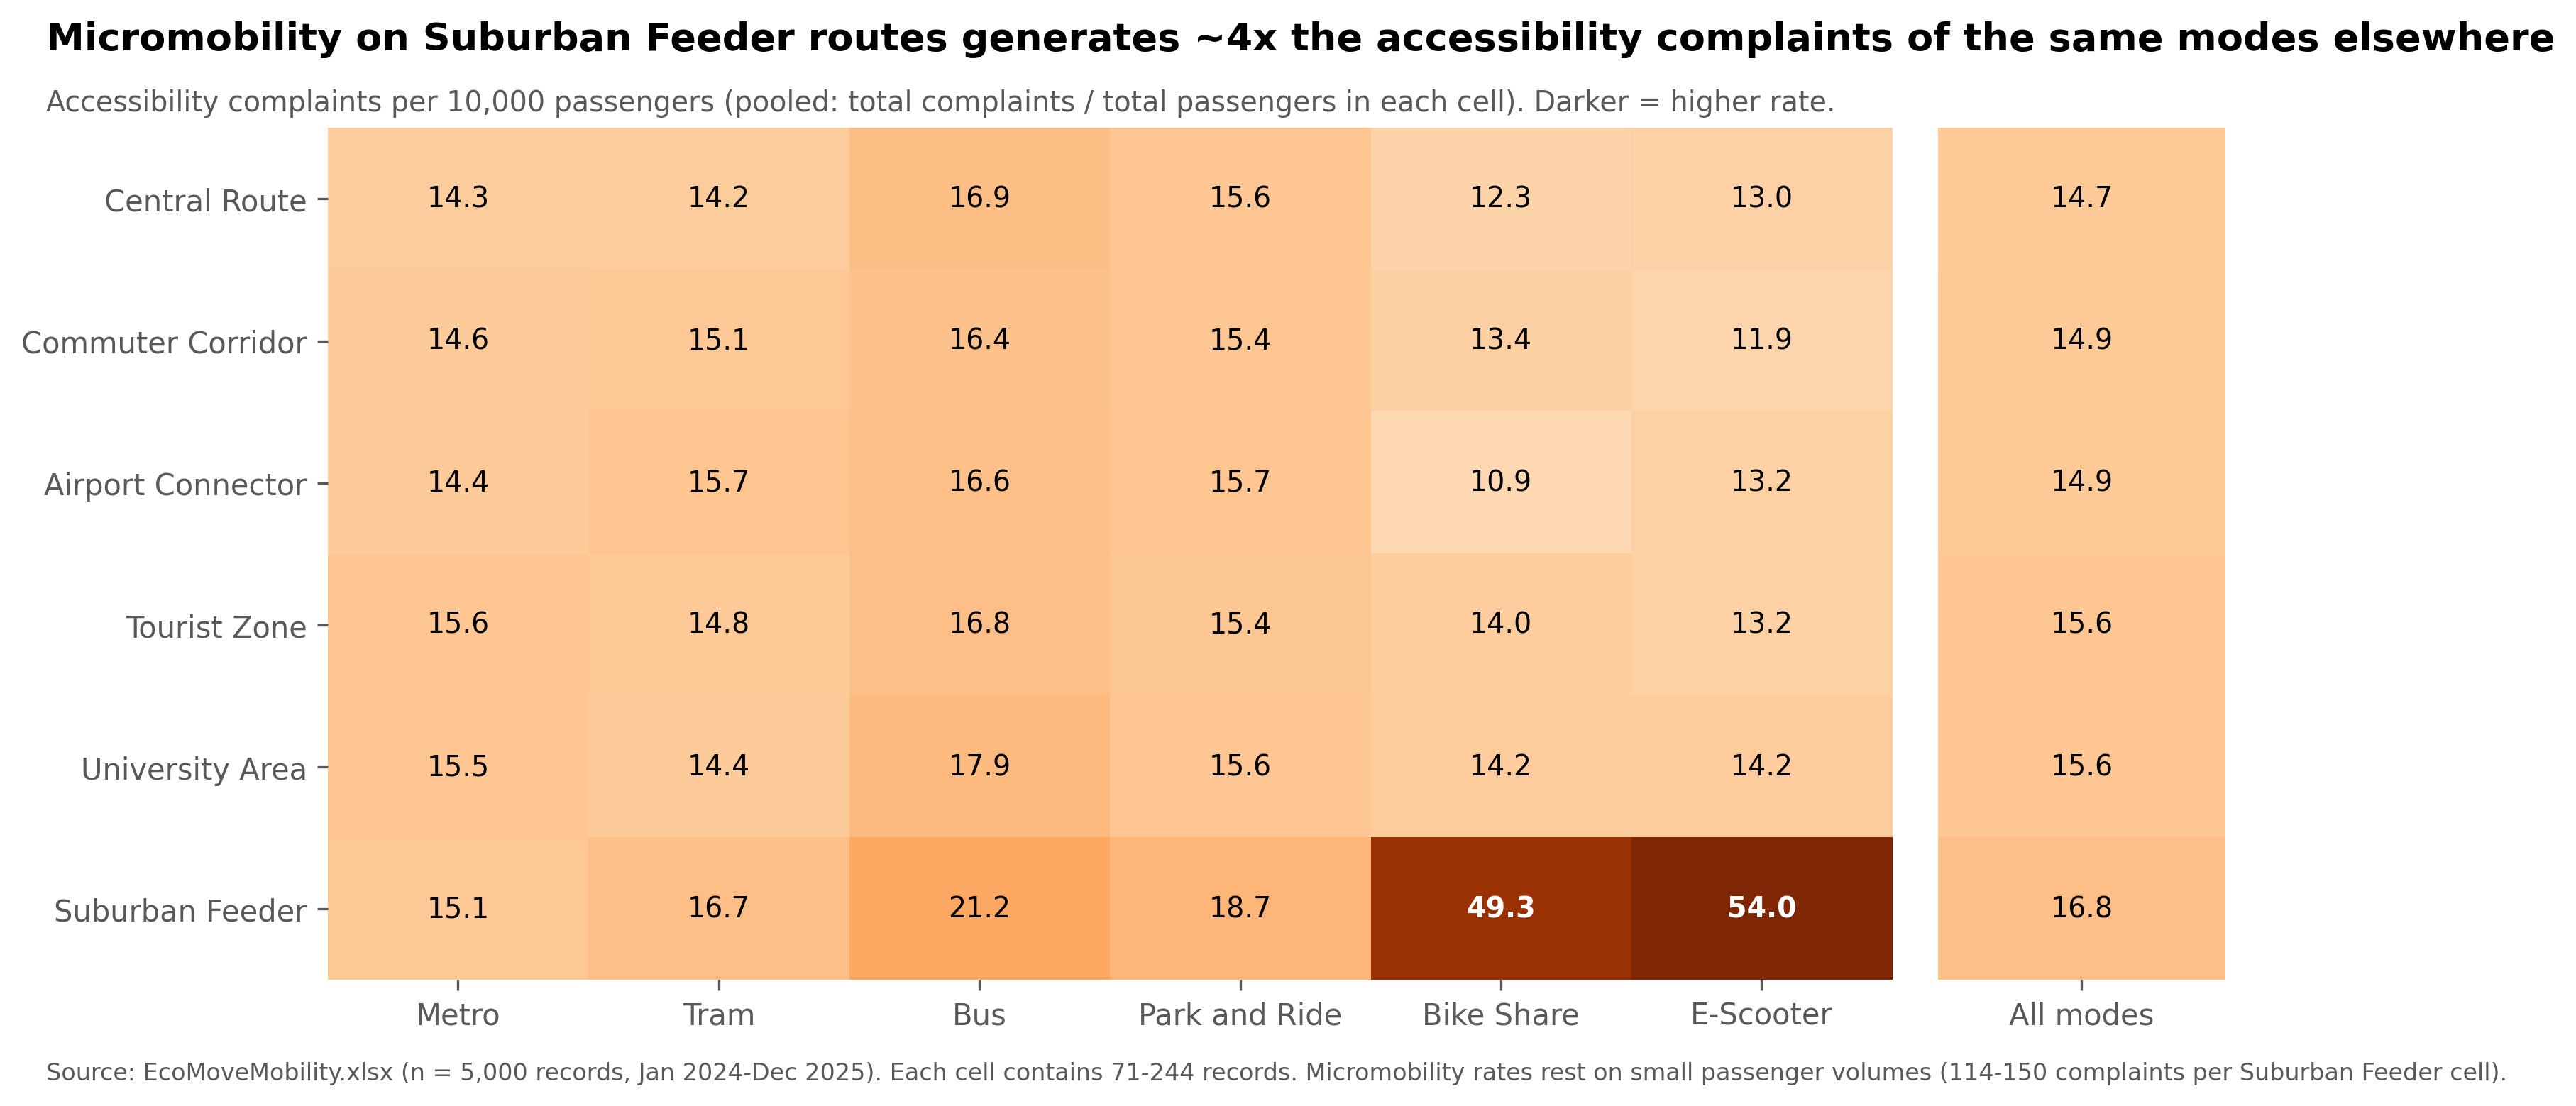 Micromobility on Suburban Feeder routes generates ~4x the accessibility complaints of the same modes elsewhere
Accessibility complaints per 10,000 passengers (pooled: total complaints / total passengers in each cell). Darker = higher rate.
Central Route 14.3 14.2 16.9 15.6 12.3 13.0 14.7
Commuter Corridor 14.6 15.1 16.4 15.4 13.4 11.9 14.9
Airport Connector 14.4 15.7 16.6 15.7 10.9 13.2 14.9
Tourist Zone 15.6 14.8 16.8 15.4 14.0 13.2 15.6
University Area 15.5 14.4 17.9 15.6 14.2 14.2 15.6
Suburban Feeder 15.1 16.7 21.2 18.7 49.3 54.0 16.8
Metro Tram Bus Park and Ride Bike Share E-Scooter All modes
Source: EcoMoveMobility.xlsx (n = 5,000 records, Jan 2024-Dec 2025). Each cell contains 71-244 records. Micromobility rates rest on small passenger volumes (114-150 complaints per Suburban Feeder cell).